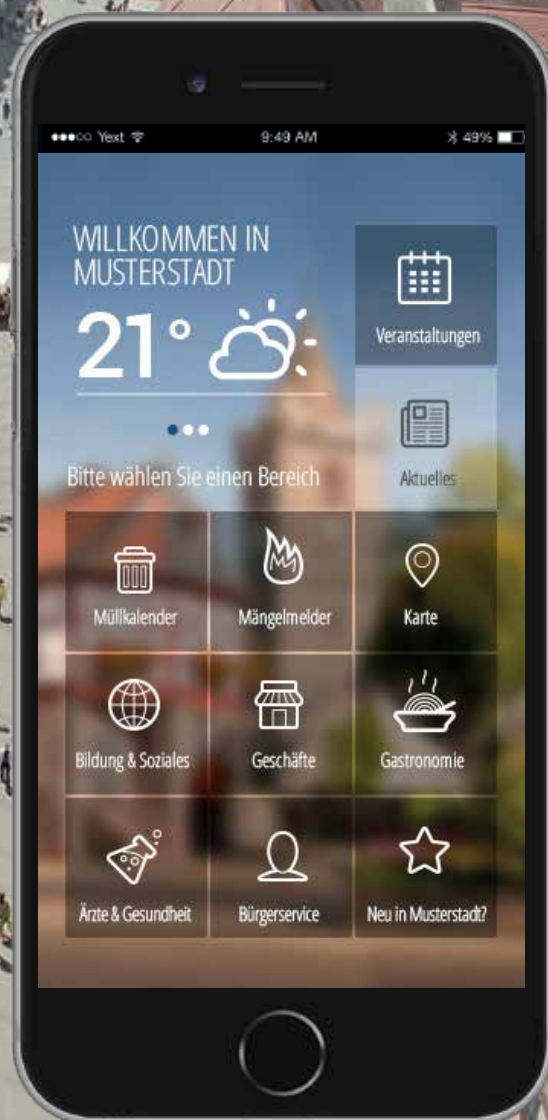 Yext
9:49 AM
49%
WILLKOMMEN IN
MUSTERSTADT
21°
Veranstaltungen
Aktuelles
Bitte wählen Sie einen Bereich
Müllkalender
Mängelmelder
Karte
Bildung & Soziales
Geschäfte
Gastronomie
Ärzte & Gesundheit
Bürgerservice
Neu in Musterstadt?